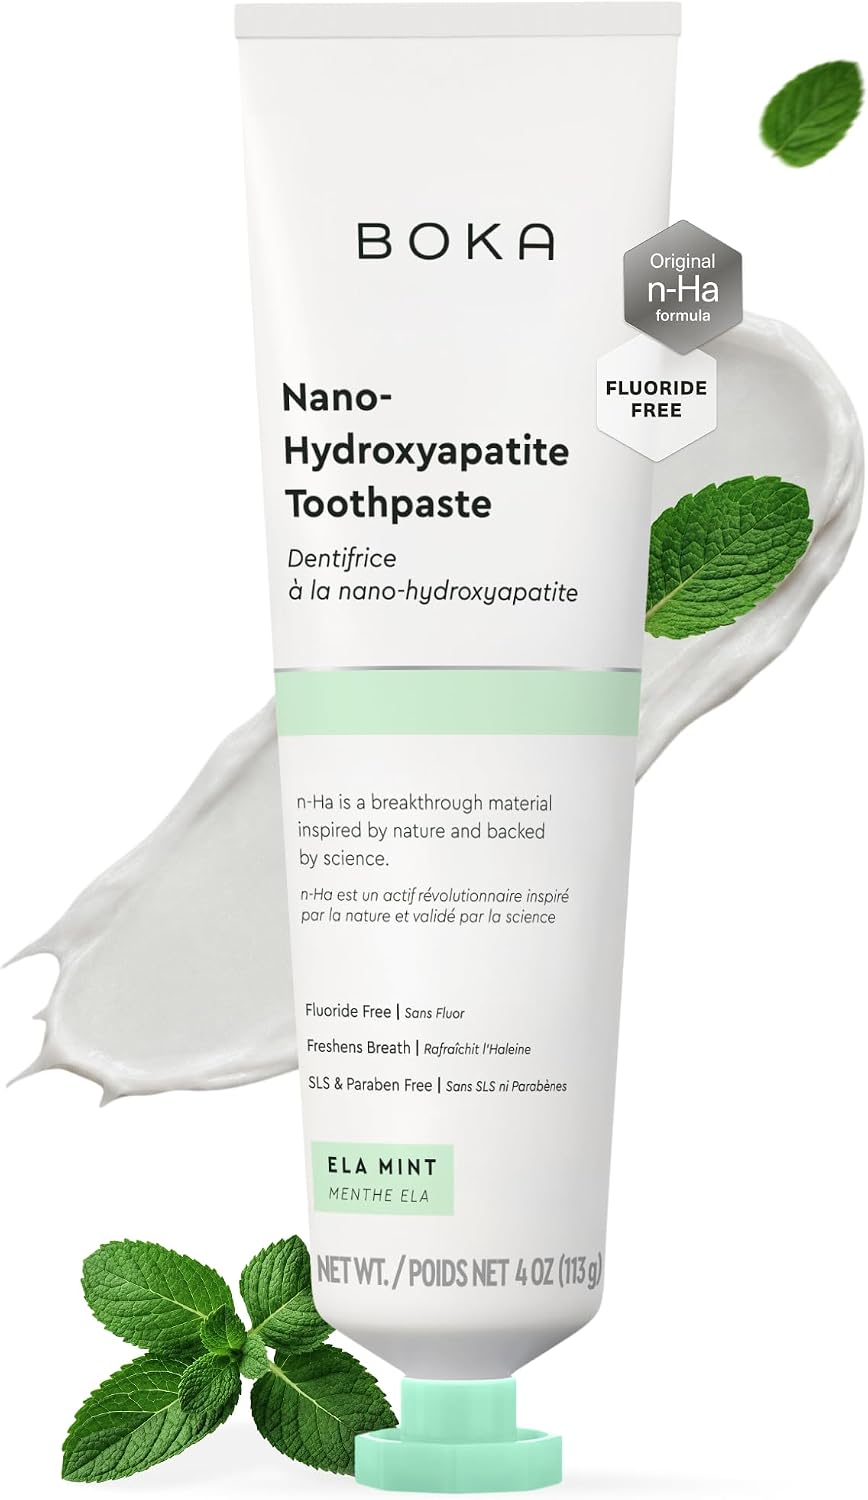 BOKA
Original
n-Ha
formula
FLUORIDE
FREE
Nano-
Hydroxyapatite
Toothpaste
Dentifrice
à la nano-hydroxyapatite
n-Ha is a breakthrough material
inspired by nature and backed
by science.
n-Ha est un actif révolutionnaire inspiré
par la nature et validé par la science
Fluoride Free | Sans Fluor
Freshens Breath | Rafraîchit l'Haleine
SLS & Paraben Free | Sans SLS ni Parabènes
ELA MINT
MENTHE ELA
NET WT. / POIDS NET 4 OZ (113 g)